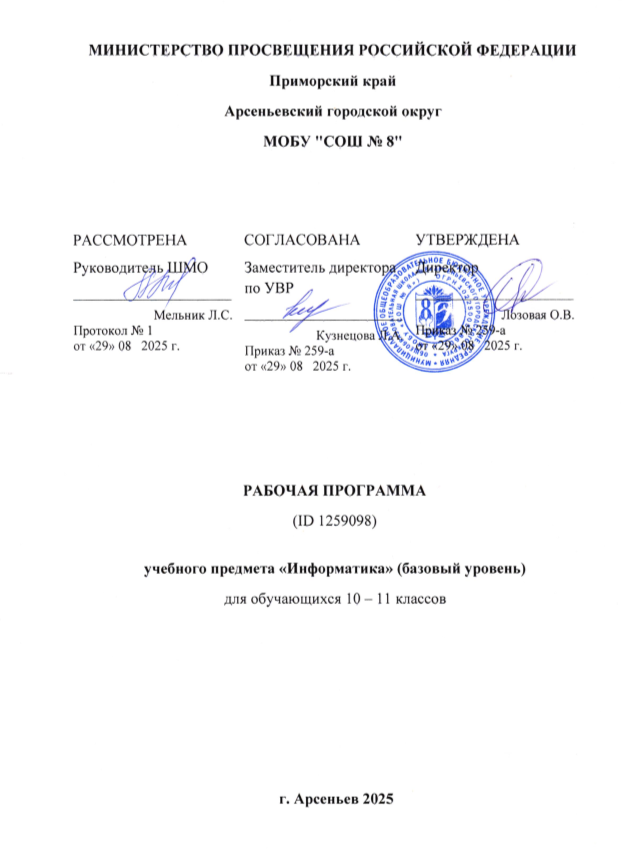 МИНИСТЕРСТВО ПРОСВЕЩЕНИЯ РОССИЙСКОЙ ФЕДЕРАЦИИ
Приморский край
Арсеньевский городской округ
МОБУ "СОШ № 8"
РАССМОТРЕНА
Руководитель ШМО
Мельник Л.С.
Протокол № 1
от «29» 08 2025 г.
СОГЛАСОВАНА
Заместитель директора
по УВР
Кузнецова
Приказ № 259-а
от «29» 08 2025 г.
УТВЕРЖДЕНА
Директор
Лозовая О.В.
Приказ № 259-а
от «29» 08 2025 г.
РАБОЧАЯ ПРОГРАММА
(ID 1259098)
учебного предмета «Информатика» (базовый уровень)
для обучающихся 10 – 11 классов
г. Арсеньев 2025